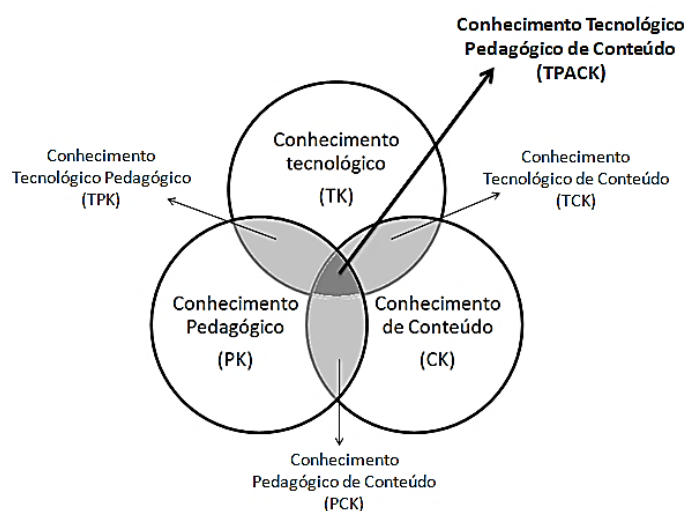 Conhecimento Tecnológico
Pedagógico de Conteúdo
(TPACK)
Conhecimento
tecnológico
(TK)
Conhecimento
Tecnológico Pedagógico
(TPK)
Conhecimento
Tecnológico de Conteúdo
(TCK)
Conhecimento
Pedagógico
(PK)
Conhecimento
de Conteúdo
(CK)
Conhecimento
Pedagógico de Conteúdo
(PCK)